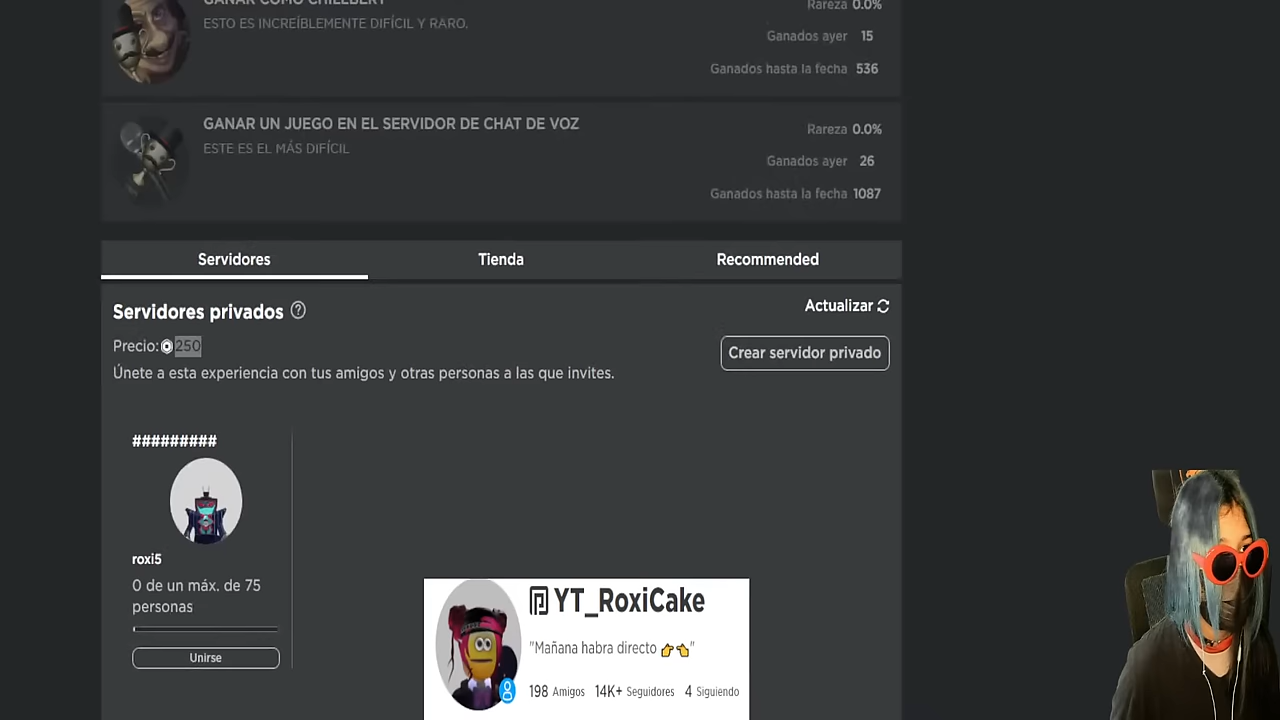 GANAR COMO CHILLBERT
ESTO ES INCREÍBLEMENTE DIFÍCIL Y RARO.
Rareza 0.0%
Ganados ayer 15
Ganados hasta la fecha 536
GANAR UN JUEGO EN EL SERVIDOR DE CHAT DE VOZ
ESTE ES EL MÁS DIFÍCIL
Rareza 0.0%
Ganados ayer 26
Ganados hasta la fecha 1087
Servidores Tienda Recommended
Servidores privados ?
Actualizar
Precio: 250
Crear servidor privado
Únete a esta experiencia con tus amigos y otras personas a las que invites.
#########
roxi5
0 de un máx. de 75
personas
Unirse
YT_RoxiCake
"Mañana habra directo 👉👈"
198 Amigos 14K+ Seguidores 4 Siguiendo